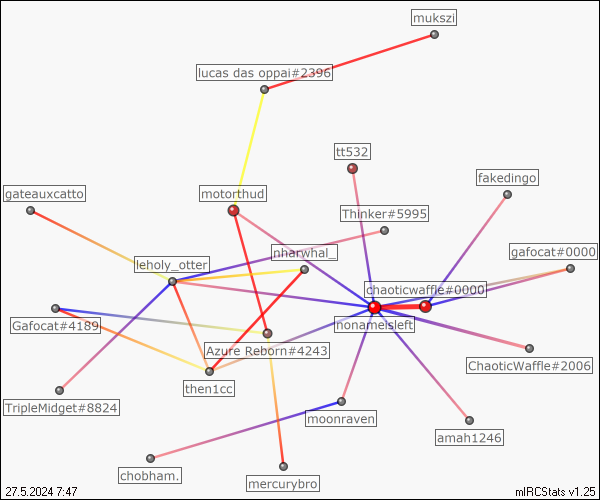 mukszi
lucas das oppai#2396
tt532
fakedingo
gateauxcatto
motorthud
Thinker#5995
gafocat#0000
nharwhal_
leholy_otter
chaoticwaffle#0000
Gafocat#4189
nonameisleft
Azure Reborn#4243
ChaoticWaffle#2006
then1cc
TripleMidget#8824
moonraven
amah1246
chobham.
mercurybro
27.5.2024 7:47
mIRCStats v1.25